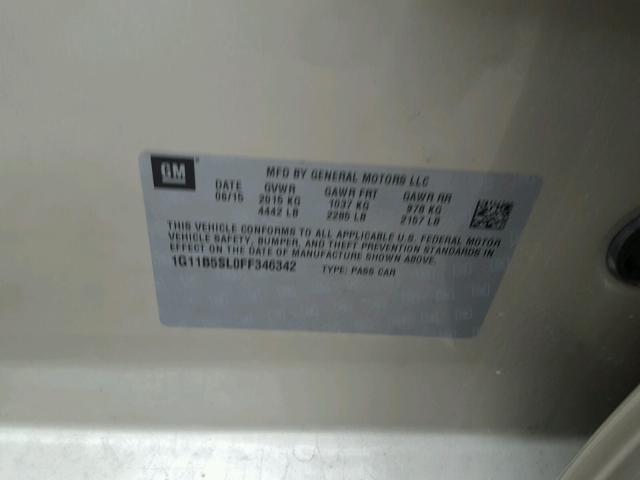 GM
MFD BY GENERAL MOTORS LLC
DATE GVWR GAWR FRT GAWR RR
06/15 2015 KG 1037 KG 978 KG
4442 LB 2285 LB 2157 LB
THIS VEHICLE CONFORMS TO ALL APPLICABLE U.S. FEDERAL MOTOR
VEHICLE SAFETY, BUMPER, AND THEFT PREVENTION STANDARDS IN
EFFECT ON THE DATE OF MANUFACTURE SHOWN ABOVE.
1G11B5SL0FF346342 TYPE: PASS CAR